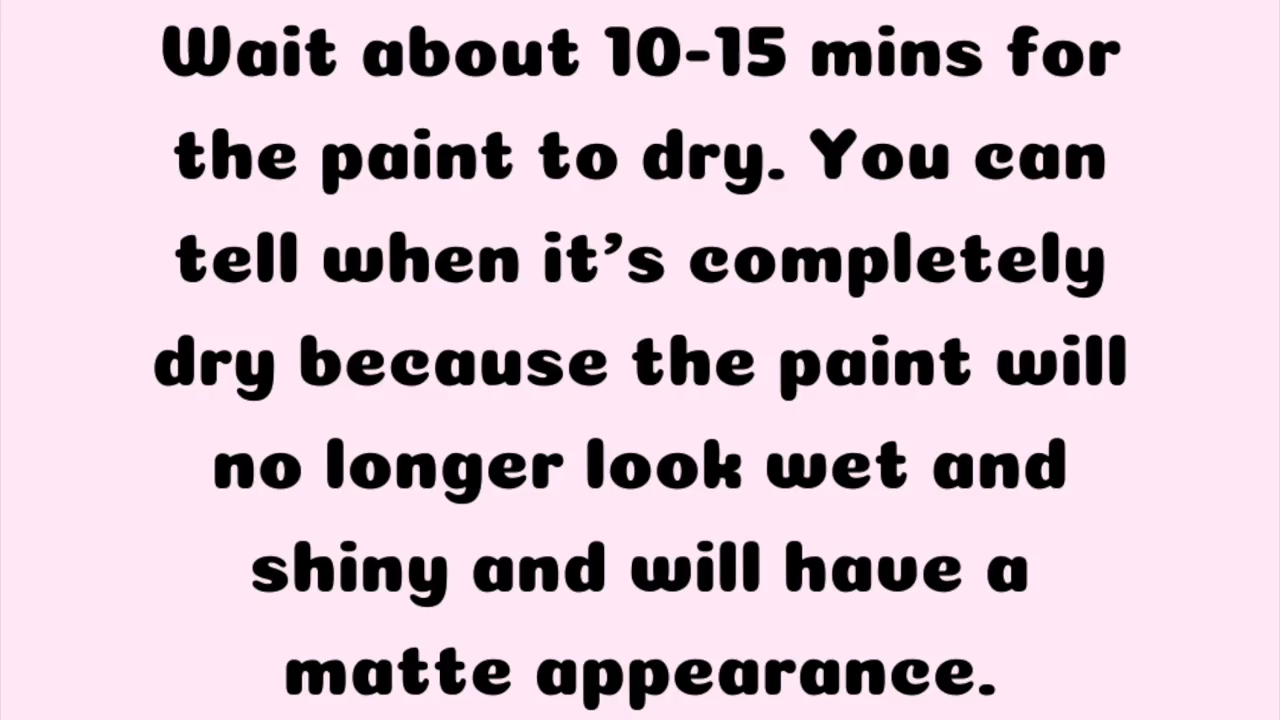 Wait about 10-15 mins for
the paint to dry. You can
tell when it’s completely
dry because the paint will
no longer look wet and
shiny and will have a
matte appearance.